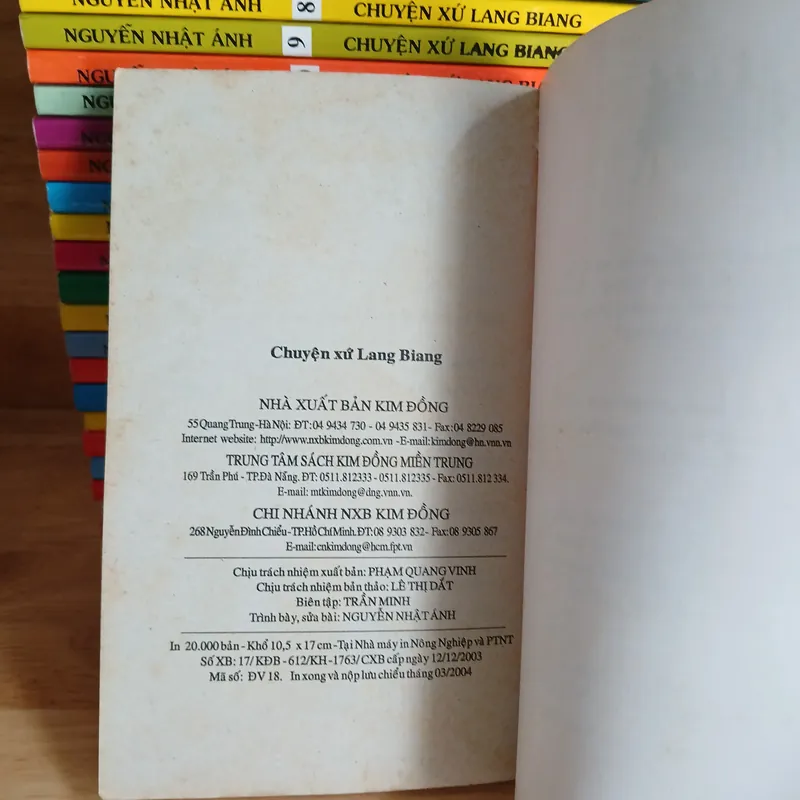 NGUYỄN NHẬT ÁNH 8 CHUYỆN XỨ LANG BIANG
NGUYỄN NHẬT ÁNH 9 CHUYỆN XỨ LANG BIANG
Chuyện xứ Lang Biang
NHÀ XUẤT BẢN KIM ĐỒNG
55 Quang Trung-Hà Nội: ĐT: 04 9434 730 - 04 9435 831- Fax: 04 8229 085
Internet website: http://www.nxbkimdong.com.vn -E-mail:kimdong@hn.vnn.vn
TRUNG TÂM SÁCH KIM ĐỒNG MIỀN TRUNG
169 Trần Phú - TP.Đà Nẵng. ĐT: 0511.812333 - 0511.812335- Fax: 0511.812 334.
E-mail: mtkimdong@dng.vnn.vn.
CHI NHÁNH NXB KIM ĐỒNG
268 Nguyễn Đình Chiểu-TP.Hồ Chí Minh.ĐT: 08 9303 832- Fax: 08 9305 867
E-mail:cnkimdong@hcm.fpt.vn
Chịu trách nhiệm xuất bản: PHẠM QUANG VINH
Chịu trách nhiệm bản thảo: LÊ THỊ DẮT
Biên tập: TRẦN MINH
Trình bày, sửa bài: NGUYỄN NHẬT ÁNH
In 20.000 bản - Khổ 10,5 x 17 cm -Tại Nhà máy in Nông Nghiệp và PTNT
Số XB: 17/KĐB - 612/KH -1763/CXB cấp ngày 12/12/2003
Mã số: ĐV 18. In xong và nộp lưu chiểu tháng 03/2004